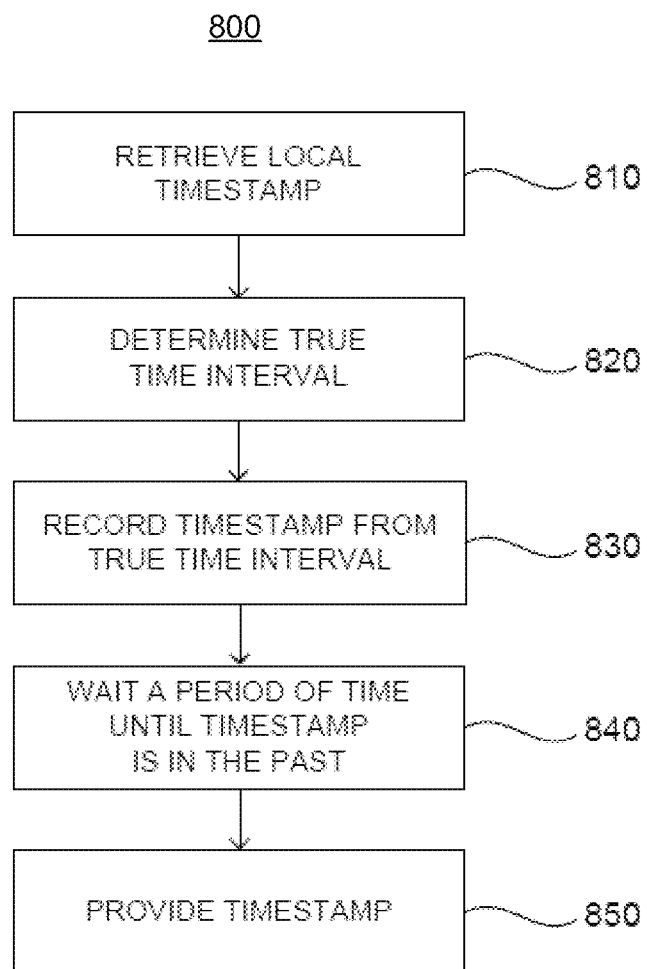 800
RETRIEVE LOCAL
TIMESTAMP
810
DETERMINE TRUE
TIME INTERVAL
820
RECORD TIMESTAMP FROM
TRUE TIME INTERVAL
830
WAIT A PERIOD OF TIME
UNTIL TIMESTAMP
IS IN THE PAST
840
PROVIDE TIMESTAMP
850